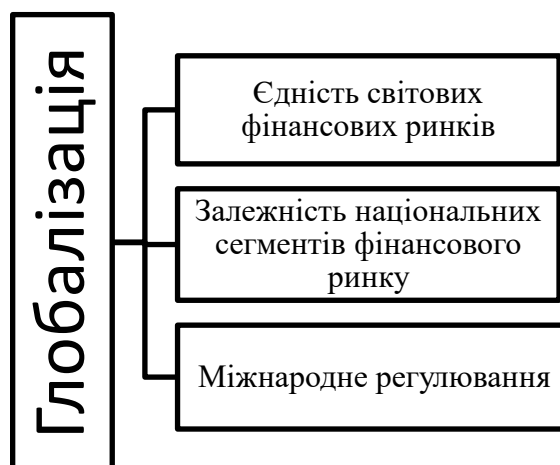 Глобалізація
Єдність світових
фінансових ринків
Залежність національних
сегментів фінансового
ринку
Міжнародне регулювання